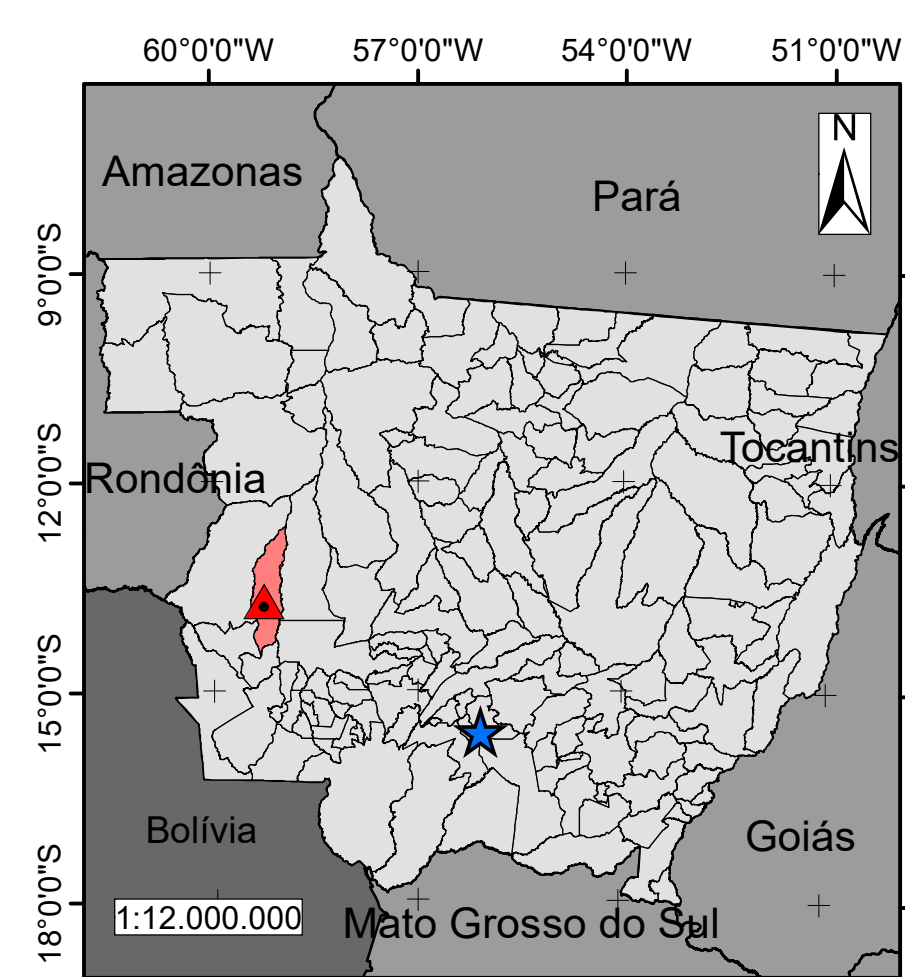 60°0'0"W 57°0'0"W 54°0'0"W 51°0'0"W
N
Amazonas
Pará
9°0'0"S
Tocantins
12°0'0"S
Rondônia
15°0'0"S
Bolívia
Goiás
18°0'0"S
1:12.000.000
Mato Grosso do Sul